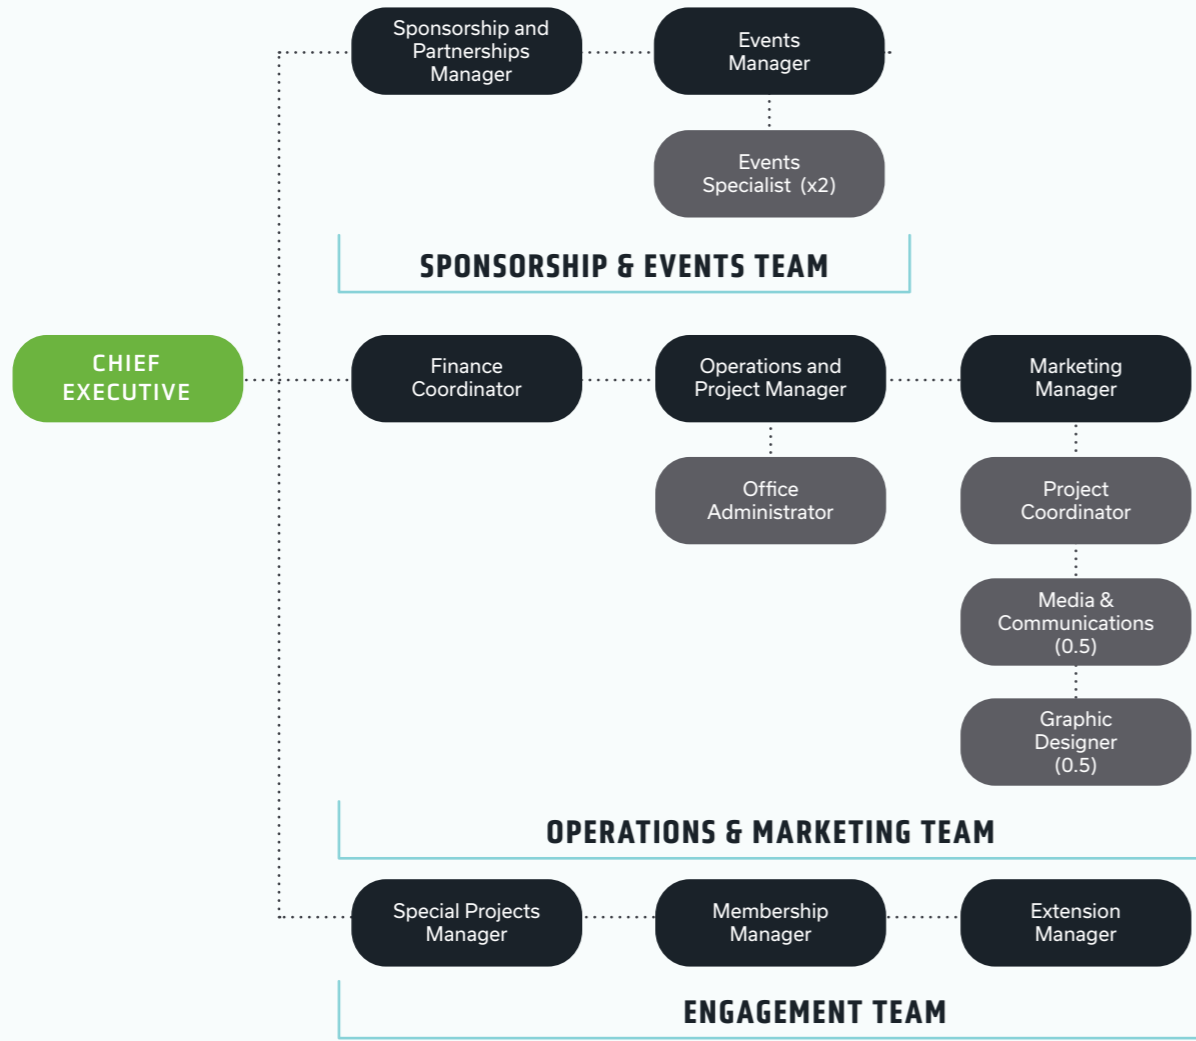 Sponsorship and
Partnerships
Manager
Events
Manager
Events
Specialist (x2)
SPONSORSHIP & EVENTS TEAM
CHIEF
EXECUTIVE
Finance
Coordinator
Operations and
Project Manager
Marketing
Manager
Office
Administrator
Project
Coordinator
Media &
Communications
(0.5)
Graphic
Designer
(0.5)
OPERATIONS & MARKETING TEAM
Special Projects
Manager
Membership
Manager
Extension
Manager
ENGAGEMENT TEAM